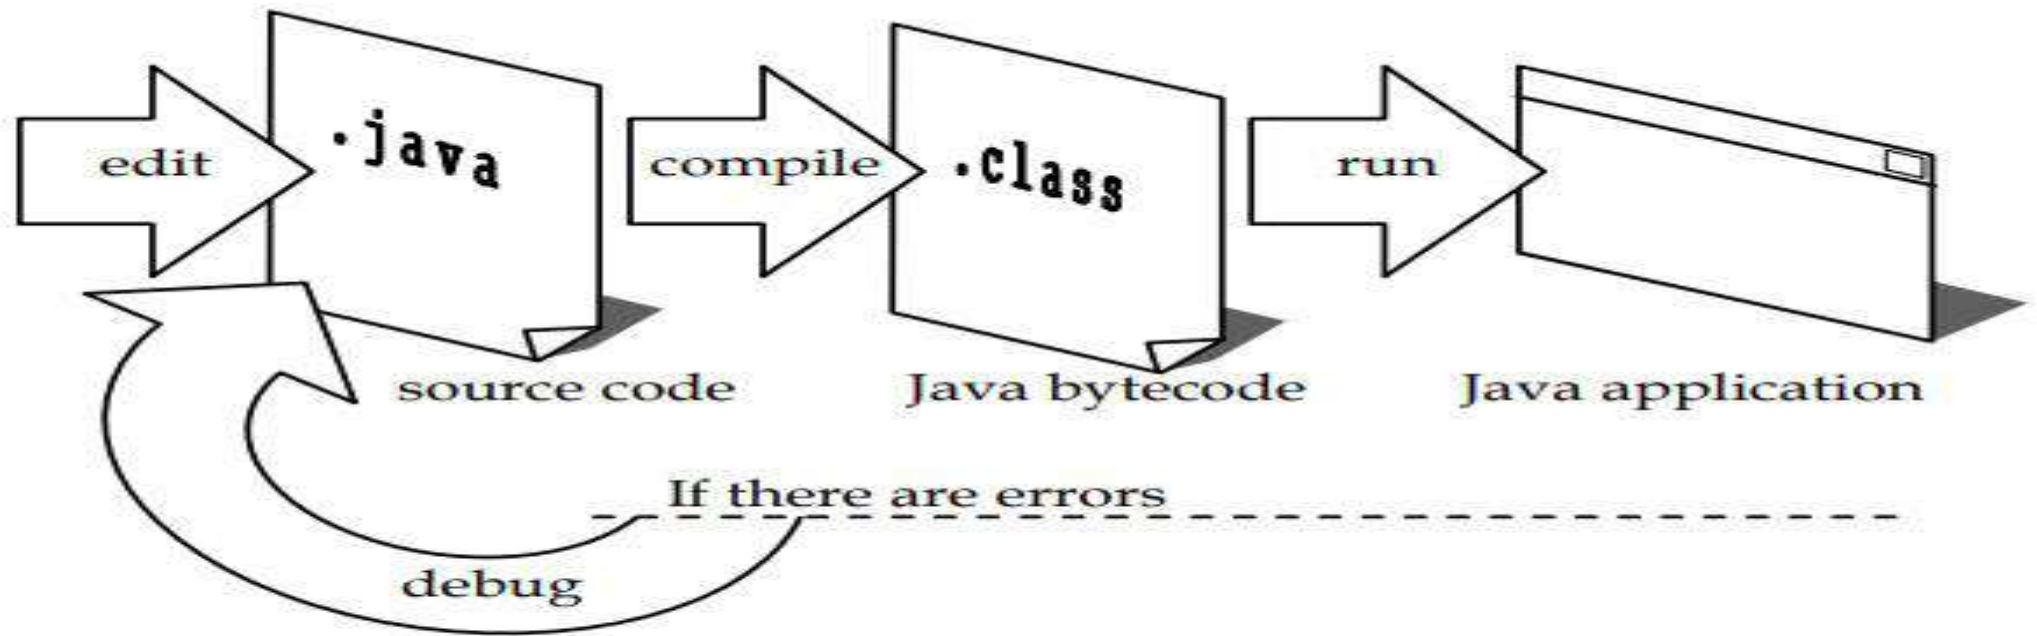 edit
.java
compile
.class
run
source code
Java bytecode
Java application
If there are errors
debug